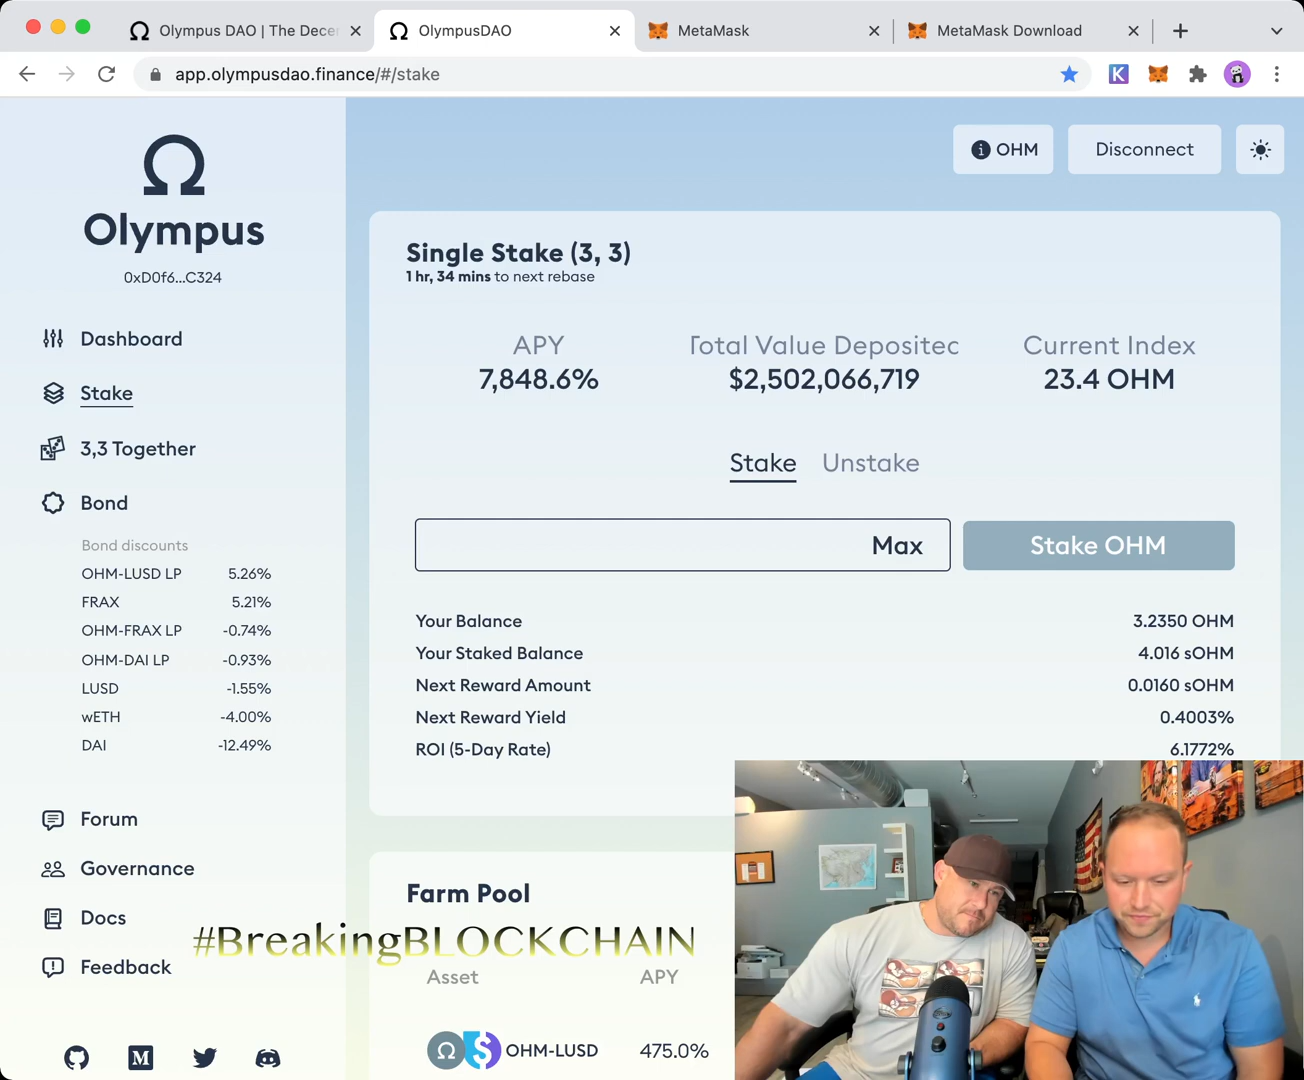 Olympus DAO | The Decen
OlympusDAO
MetaMask
MetaMask Download
app.olympusdao.finance/#/stake
K
OHM
Disconnect
Olympus
0xD0f6...C324
Dashboard
Stake
3,3 Together
Bond
Bond discounts
OHM-LUSD LP 5.26%
FRAX 5.21%
OHM-FRAX LP -0.74%
OHM-DAI LP -0.93%
LUSD -1.55%
wETH -4.00%
DAI -12.49%
Forum
Governance
Docs
Feedback
Single Stake (3, 3)
1 hr, 34 mins to next rebase
APY
7,848.6%
Total Value Deposited
$2,502,066,719
Current Index
23.4 OHM
Stake Unstake
Max
Stake OHM
Your Balance 3.2350 OHM
Your Staked Balance 4.016 sOHM
Next Reward Amount 0.0160 sOHM
Next Reward Yield 0.4003%
ROI (5-Day Rate) 6.1772%
Farm Pool
#BreakingBLOCKCHAIN
Asset APY
OHM-LUSD 475.0%